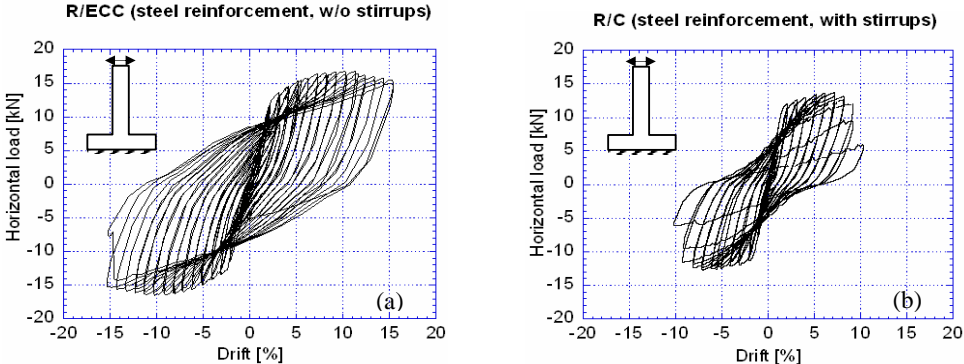 R/ECC (steel reinforcement, w/o stirrups)
20
15
10
5
0
-5
-10
-15
-20
Horizontal load [kN]
(a)
-20 -15 -10 -5 0 5 10 15 20
Drift [%]
R/C (steel reinforcement, with stirrups)
20
15
10
5
0
-5
-10
-15
-20
Horizontal load [kN]
(b)
-20 -15 -10 -5 0 5 10 15 20
Drift [%]